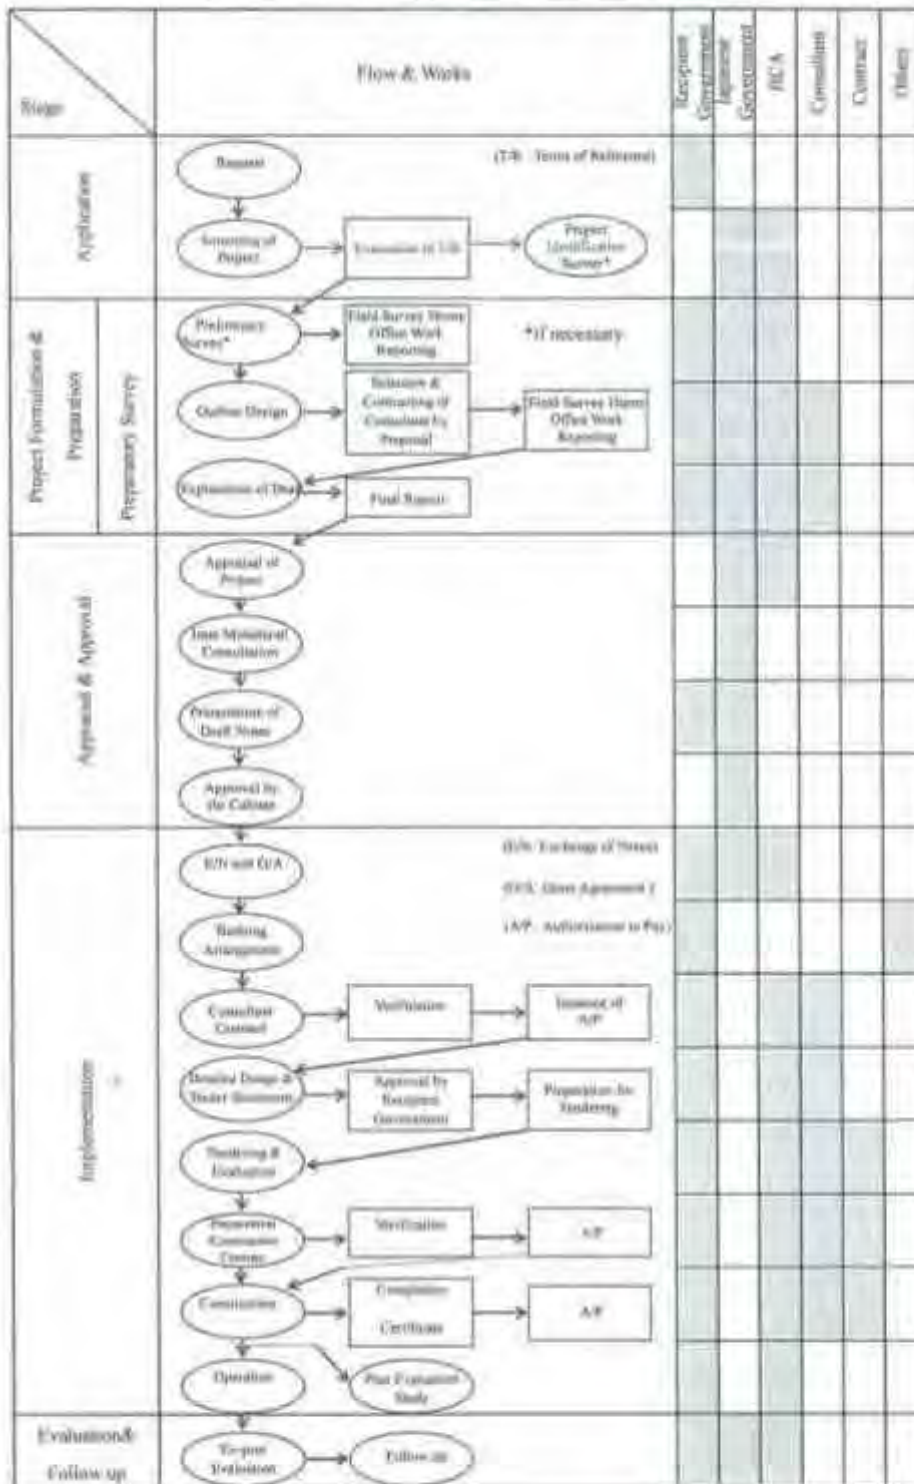 Stage
Flow & Works
Recipient
Government
Japanese
Government
JICA
Consultant
Contract
Others
Application
Request
(T/R : Terms of Reference)
Screening of
Project
Evaluation of T/R
Project
Identification
Survey*
Project Formulation &
Preparation
Preparatory Survey
Preliminary
Survey*
Field Survey Home
Office Work
Reporting
*if necessary
Outline Design
Selection &
Contracting of
Consultant by
Proposal
Field Survey Home
Office Work
Reporting
Explanation of Draft
Final Report
Appraisal & Approval
Appraisal of
Project
Inter Ministerial
Consultation
Presentation of
Draft Notes
Approval by
the Cabinet
Implementation
E/N and G/A
(E/N: Exchange of Notes)
(G/A: Grant Agreement )
(A/P : Authorization to Pay)
Banking
Arrangement
Consultant
Contract
Verification
Issuance of
A/P
Detailed Design &
Tender Documents
Approval by
Recipient
Government
Preparation for
Tendering
Tendering &
Evaluation
Verification
A/P
Construction
Completion
Certificate
A/P
Operation
Post Evaluation
Study
Evaluation&
Follow up
Ex-post
Evaluation
Follow up